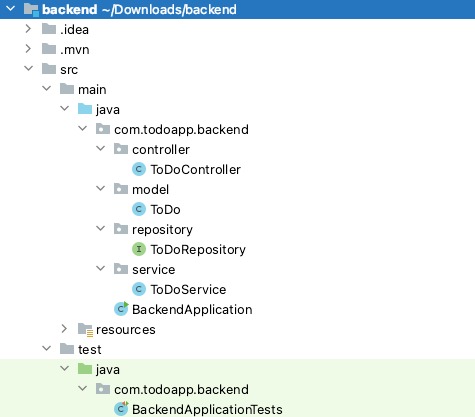 backend ~/Downloads/backend
.idea
.mvn
src
main
java
com.todoapp.backend
controller
C ToDoController
model
C ToDo
repository
I ToDoRepository
service
C ToDoService
C BackendApplication
resources
test
java
com.todoapp.backend
C BackendApplicationTests